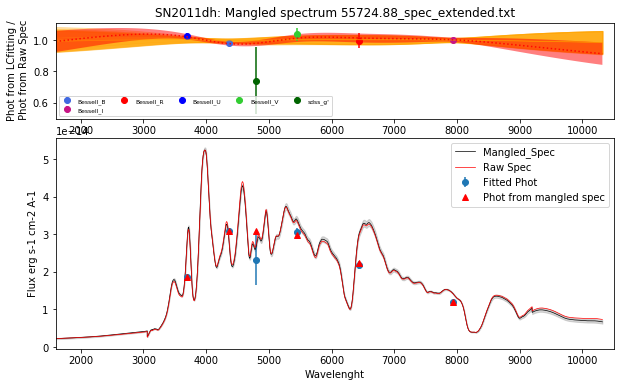 SN2011dh: Mangled spectrum 55724.88_spec_extended.txt
Phot from LCfitting /
Phot from Raw Spec
1.0
0.8
0.6
Bessell_B Bessell_R Bessell_U Bessell_V sdss_g'
Bessell_I
2000 3000 4000 5000 6000 7000 8000 9000 10000
1e−14
Mangled_Spec
Raw Spec
Fitted Phot
Phot from mangled spec
Flux erg s-1 cm-2 A-1
5
4
3
2
1
0
2000 3000 4000 5000 6000 7000 8000 9000 10000
Wavelenght